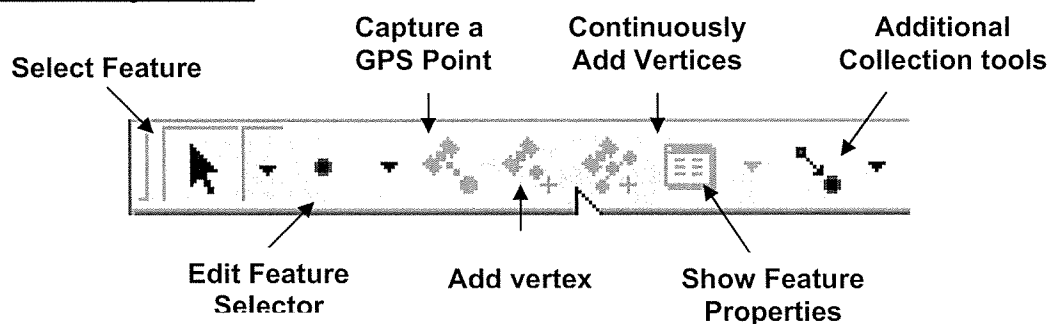 Capture a
GPS Point
Continuously
Add Vertices
Additional
Collection tools
Select Feature
Edit Feature
Selector
Add vertex
Show Feature
Properties